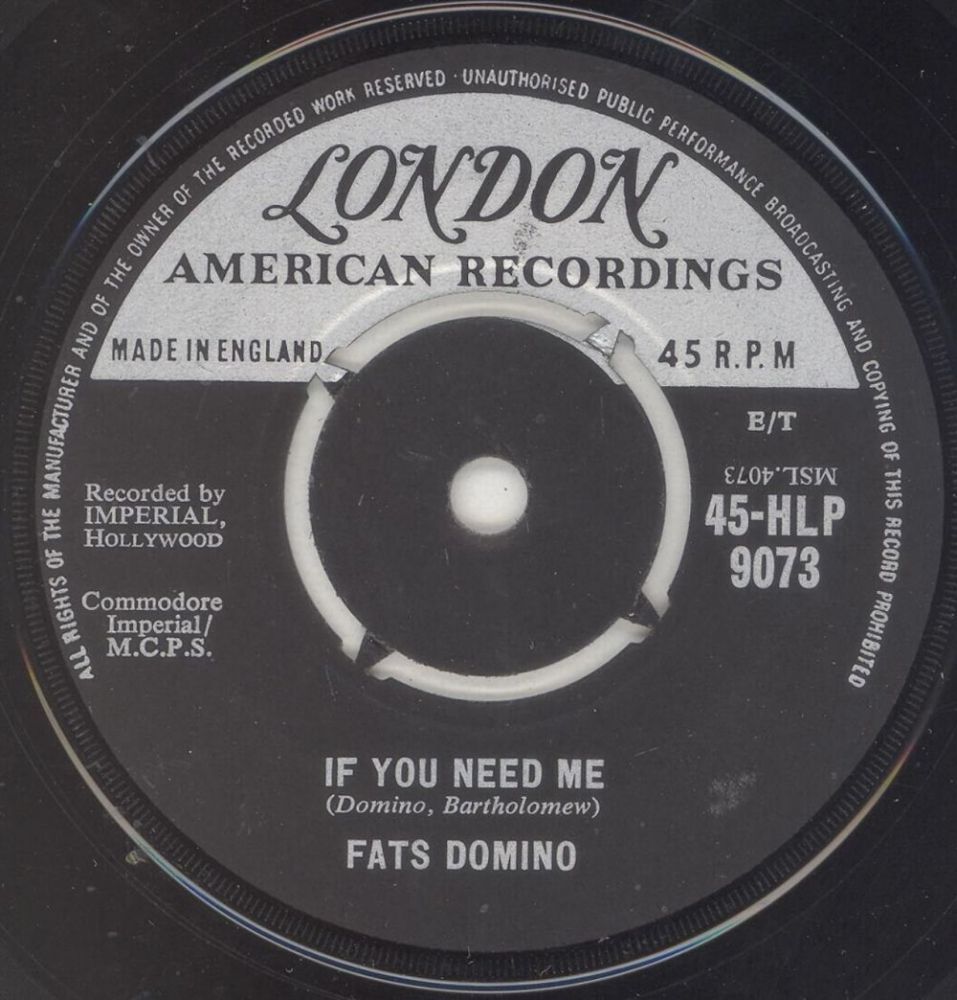 ALL RIGHTS OF THE MANUFACTURER AND OF THE OWNER OF THE RECORDED WORK RESERVED · UNAUTHORISED PUBLIC PERFORMANCE BROADCASTING AND COPYING OF THIS RECORD PROHIBITED
LONDON
AMERICAN RECORDINGS
MADE IN ENGLAND
45 R.P.M
E/T
MSL.4073
45-HLP
9073
Recorded by
IMPERIAL,
HOLLYWOOD
Commodore
Imperial/
M.C.P.S.
IF YOU NEED ME
(Domino, Bartholomew)
FATS DOMINO